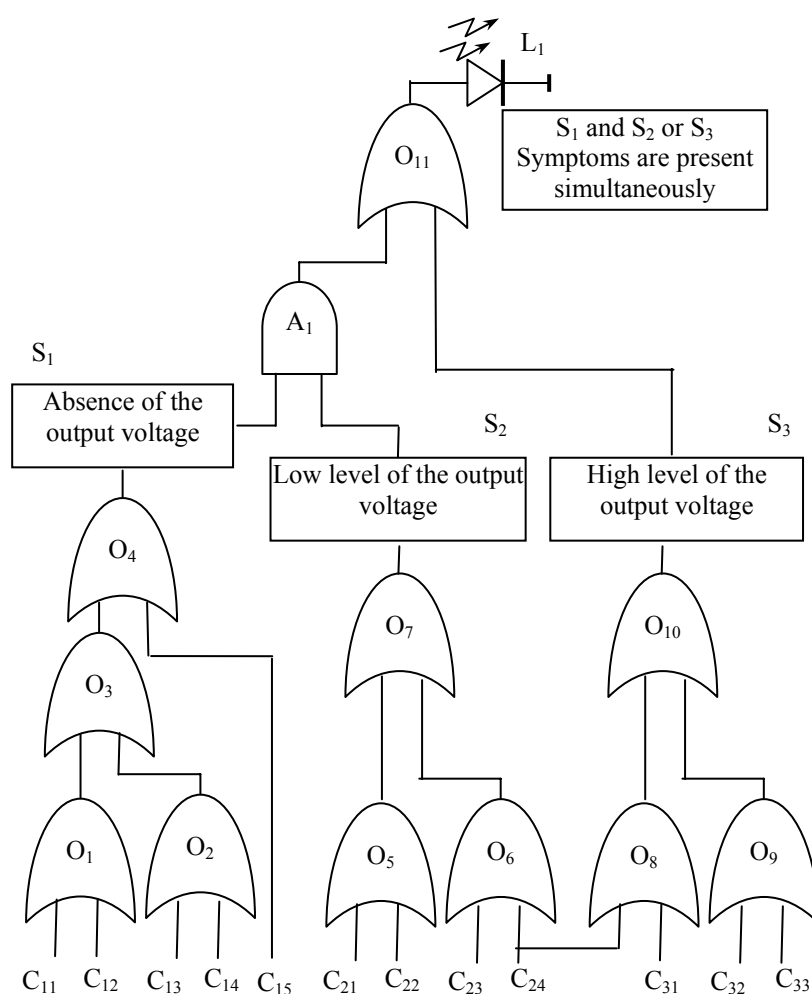 L₁
S₁ and S₂ or S₃
Symptoms are present
simultaneously
O₁₁
A₁
S₁
Absence of the
output voltage
S₂
Low level of the output
voltage
S₃
High level of the
output voltage
O₄
O₇
O₁₀
O₃
O₁
O₂
O₅
O₆
O₈
O₉
C₁₁ C₁₂ C₁₃ C₁₄ C₁₅ C₂₁ C₂₂ C₂₃ C₂₄ C₃₁ C₃₂ C₃₃